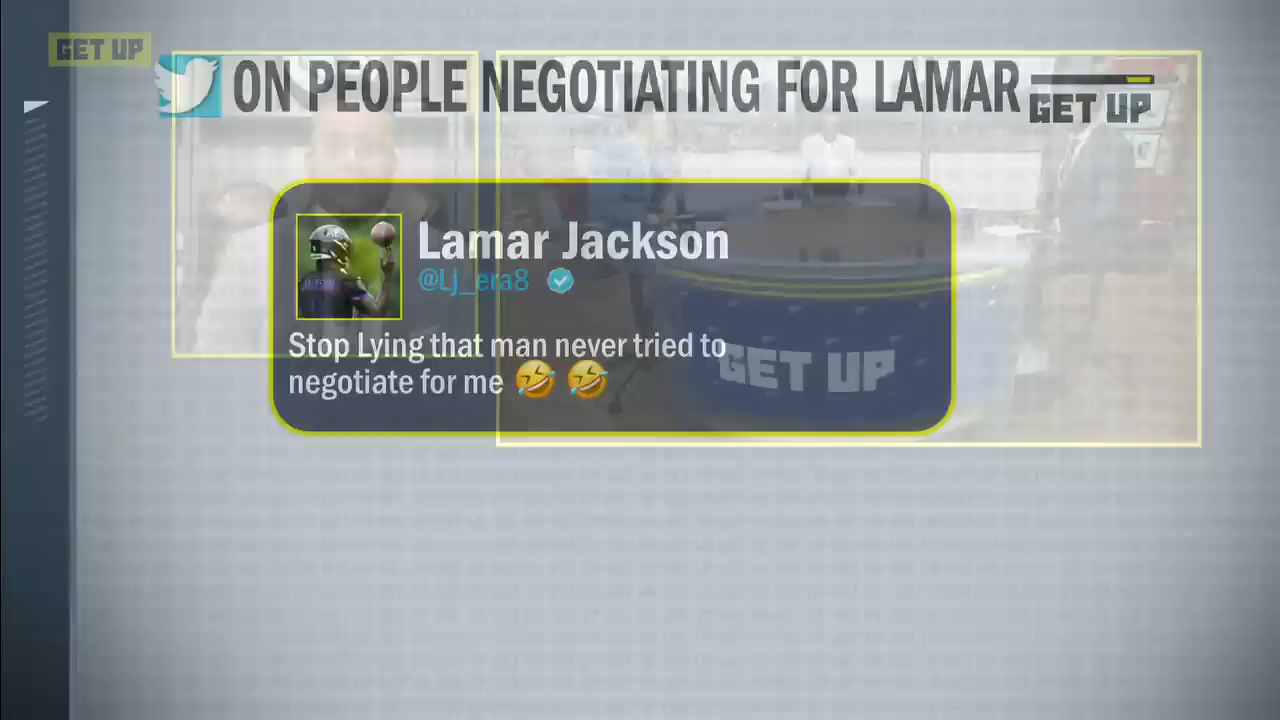 GET UP
ON PEOPLE NEGOTIATING FOR LAMAR
GET UP
Lamar Jackson
@Lj_era8
Stop Lying that man never tried to
negotiate for me 🤣 🤣
GET UP